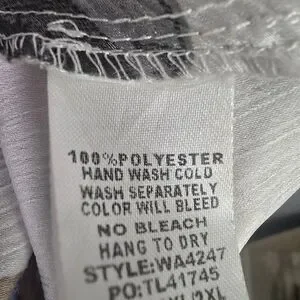 100%POLYESTER
HAND WASH COLD
WASH SEPARATELY
COLOR WILL BLEED
NO BLEACH
HANG TO DRY
STYLE:WA4247
PO:TL41745